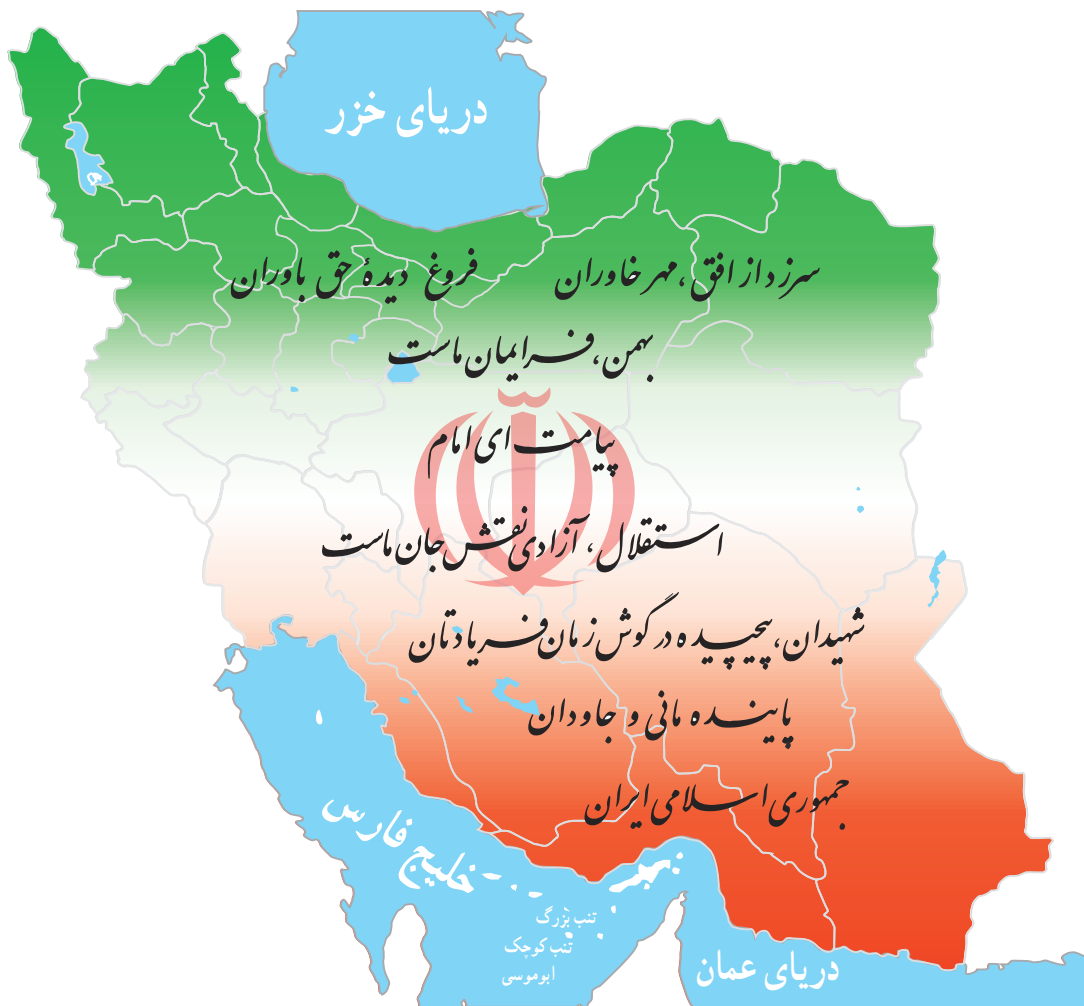 دریای خزر
سرزد از افق، مهر خاوران فروغ دیدهٔ حق باوران
بهمن، فر ایمان ماست
پیامت ای امام
استقلال، آزادی نقش جان ماست
شهیدان، پیچیده در گوش زمان فریادتان
پاینده مانی و جاودان
جمهوری اسلامی ایران
خلیج فارس
تنب بزرگ
تنب کوچک
ابوموسی
دریای عمان